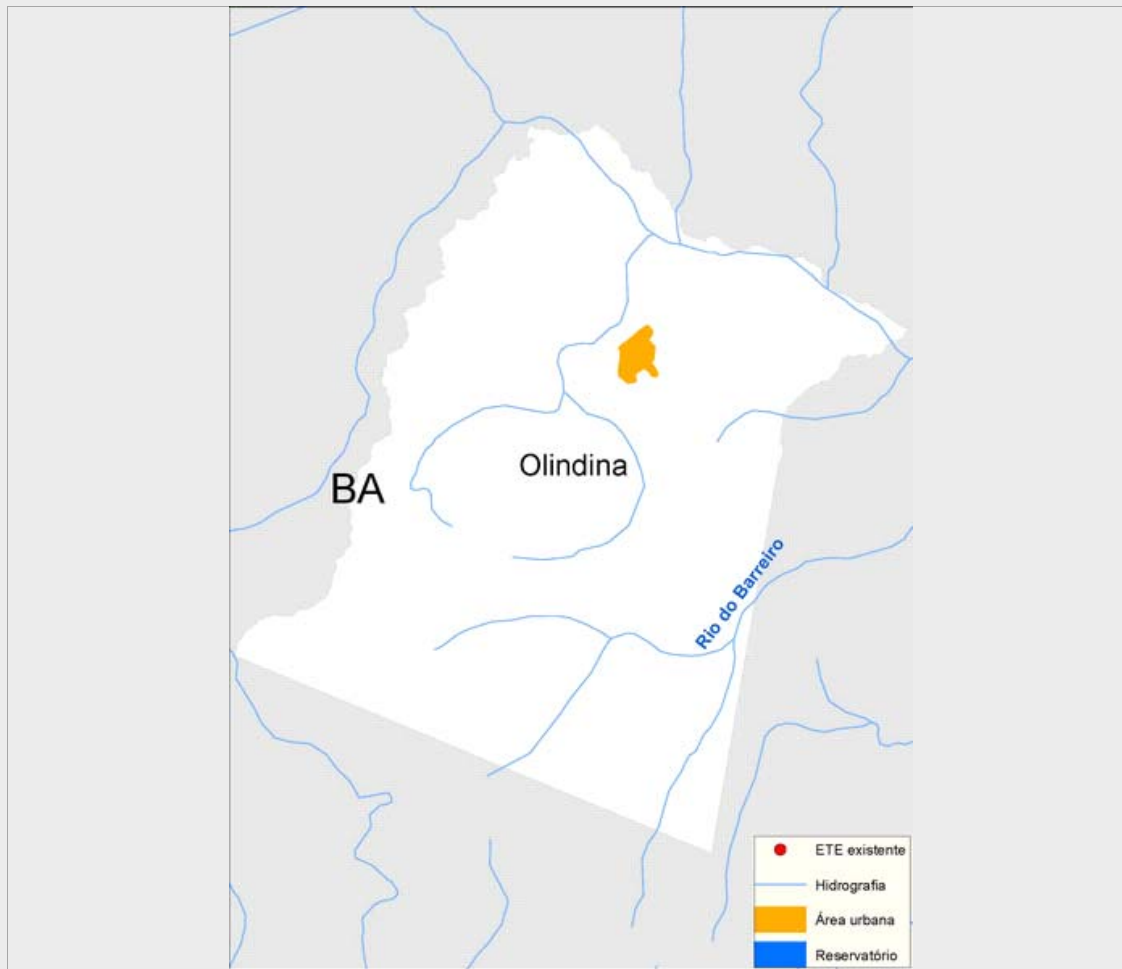 Olindina
BA
Rio do Barreiro
ETE existente
Hidrografia
Área urbana
Reservatório